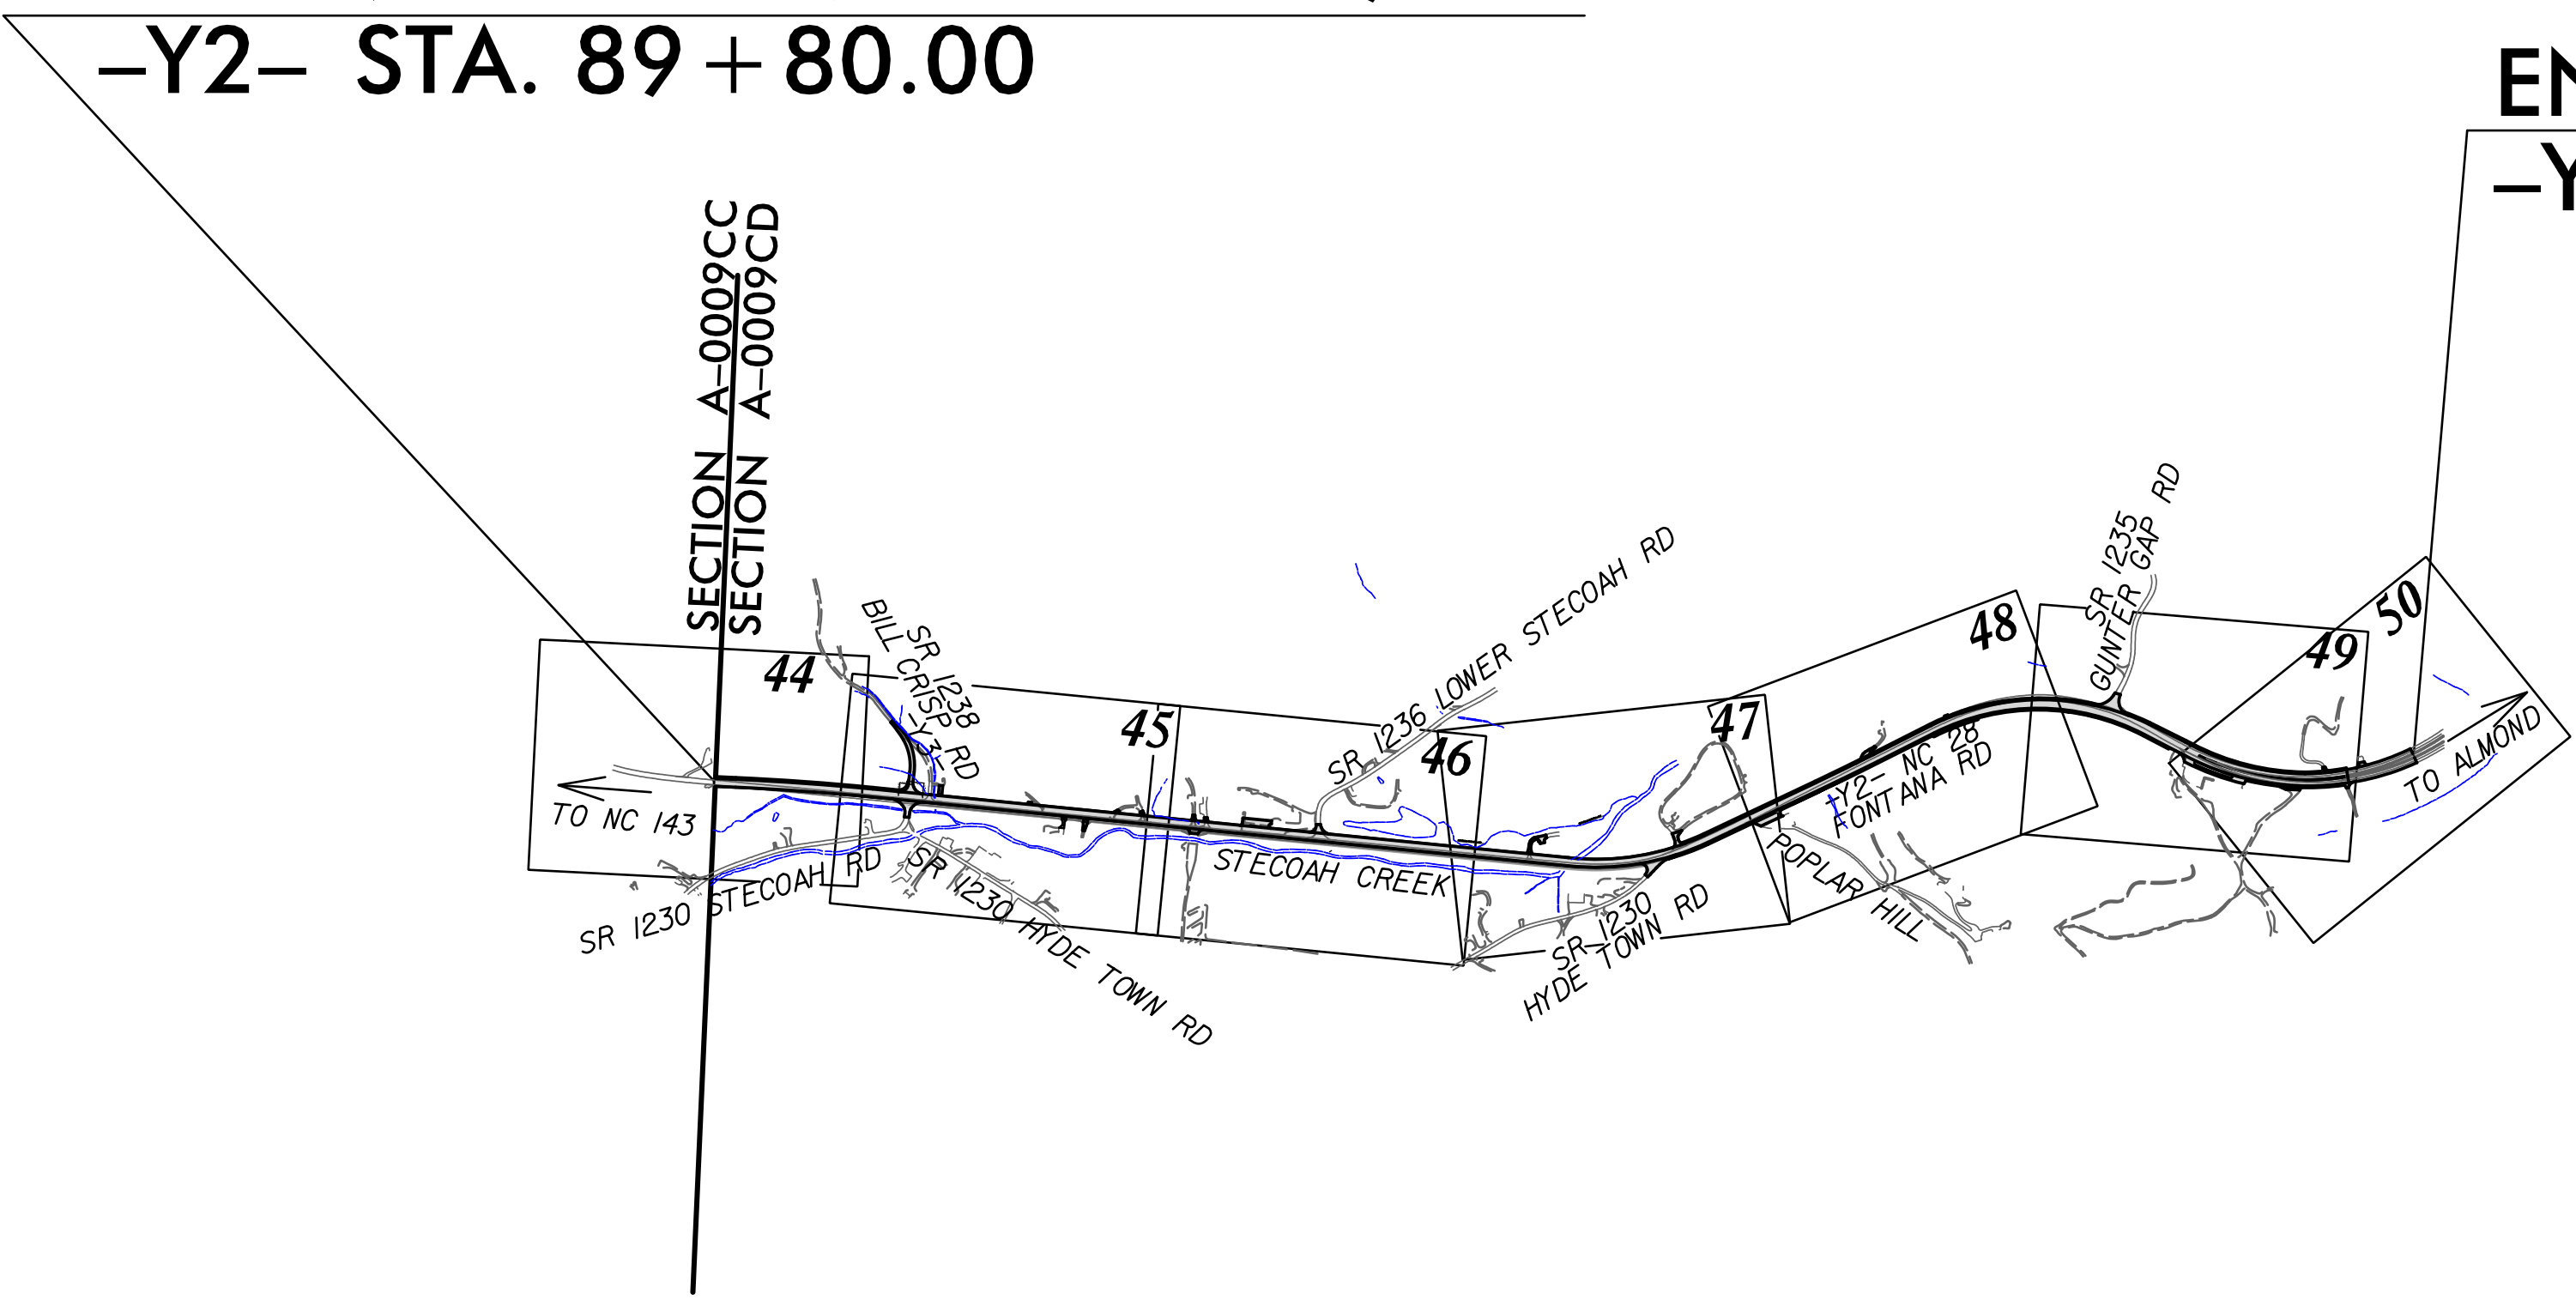 –Y2– STA. 89+80.00
EN
–Y
SECTION A–0009CC
SECTION A–0009CD
44
45
46
47
48
49
50
SR 1238
BILL CRISP RD
–Y3–
SR 1236 LOWER STECOAH RD
SR 1235
GUNTER GAP RD
TO NC 143
SR 1230 STECOAH RD
SR 1230 HYDE TOWN RD
STECOAH CREEK
SR 1230
HYDE TOWN RD
POPLAR HILL
–Y2– NC 28
FONTANA RD
TO ALMOND